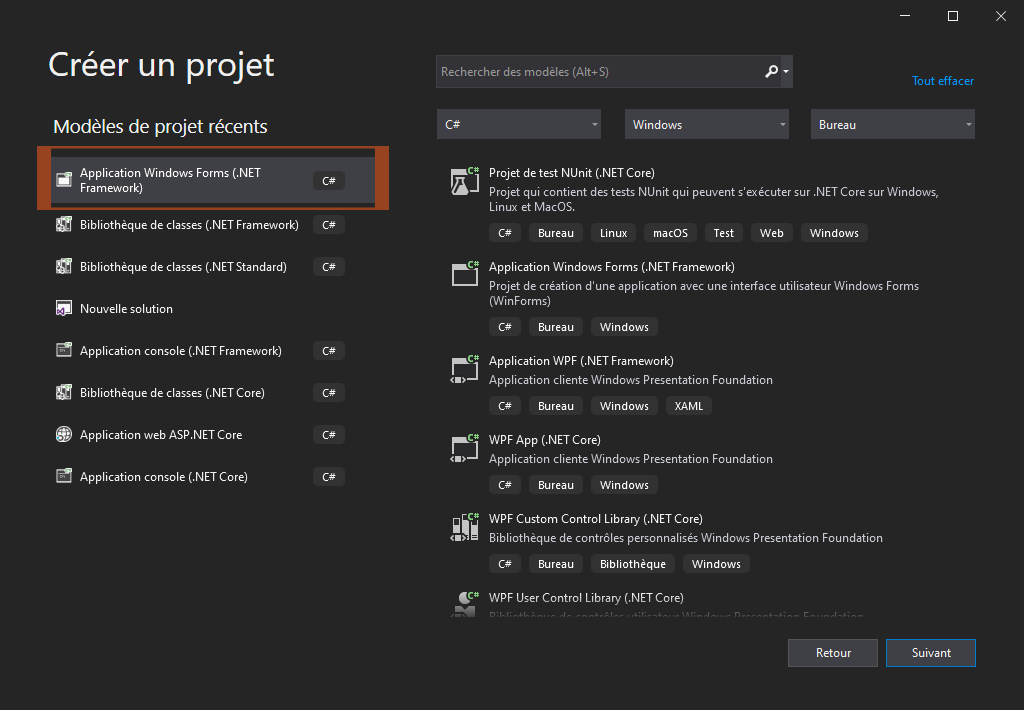 Créer un projet
Rechercher des modèles (Alt+S)
Tout effacer
C#
Windows
Bureau
Modèles de projet récents
Application Windows Forms (.NET
Framework)
C#
Bibliothèque de classes (.NET Framework)
C#
Bibliothèque de classes (.NET Standard)
C#
Nouvelle solution
Application console (.NET Framework)
C#
Bibliothèque de classes (.NET Core)
C#
Application web ASP.NET Core
C#
Application console (.NET Core)
C#
C#
Projet de test NUnit (.NET Core)
Projet qui contient des tests NUnit qui peuvent s'exécuter sur .NET Core sur Windows,
Linux et MacOS.
C# Bureau Linux macOS Test Web Windows
C#
Application Windows Forms (.NET Framework)
Projet de création d'une application avec une interface utilisateur Windows Forms
(WinForms)
C# Bureau Windows
C#
Application WPF (.NET Framework)
Application cliente Windows Presentation Foundation
C# Bureau Windows XAML
C#
WPF App (.NET Core)
Application cliente Windows Presentation Foundation
C# Bureau Windows
C#
WPF Custom Control Library (.NET Core)
Bibliothèque de contrôles personnalisés Windows Presentation Foundation
C# Bureau Bibliothèque Windows
C#
WPF User Control Library (.NET Core)
Bibliothèque de contrôles utilisateur Windows Presentation Foundation
Retour
Suivant